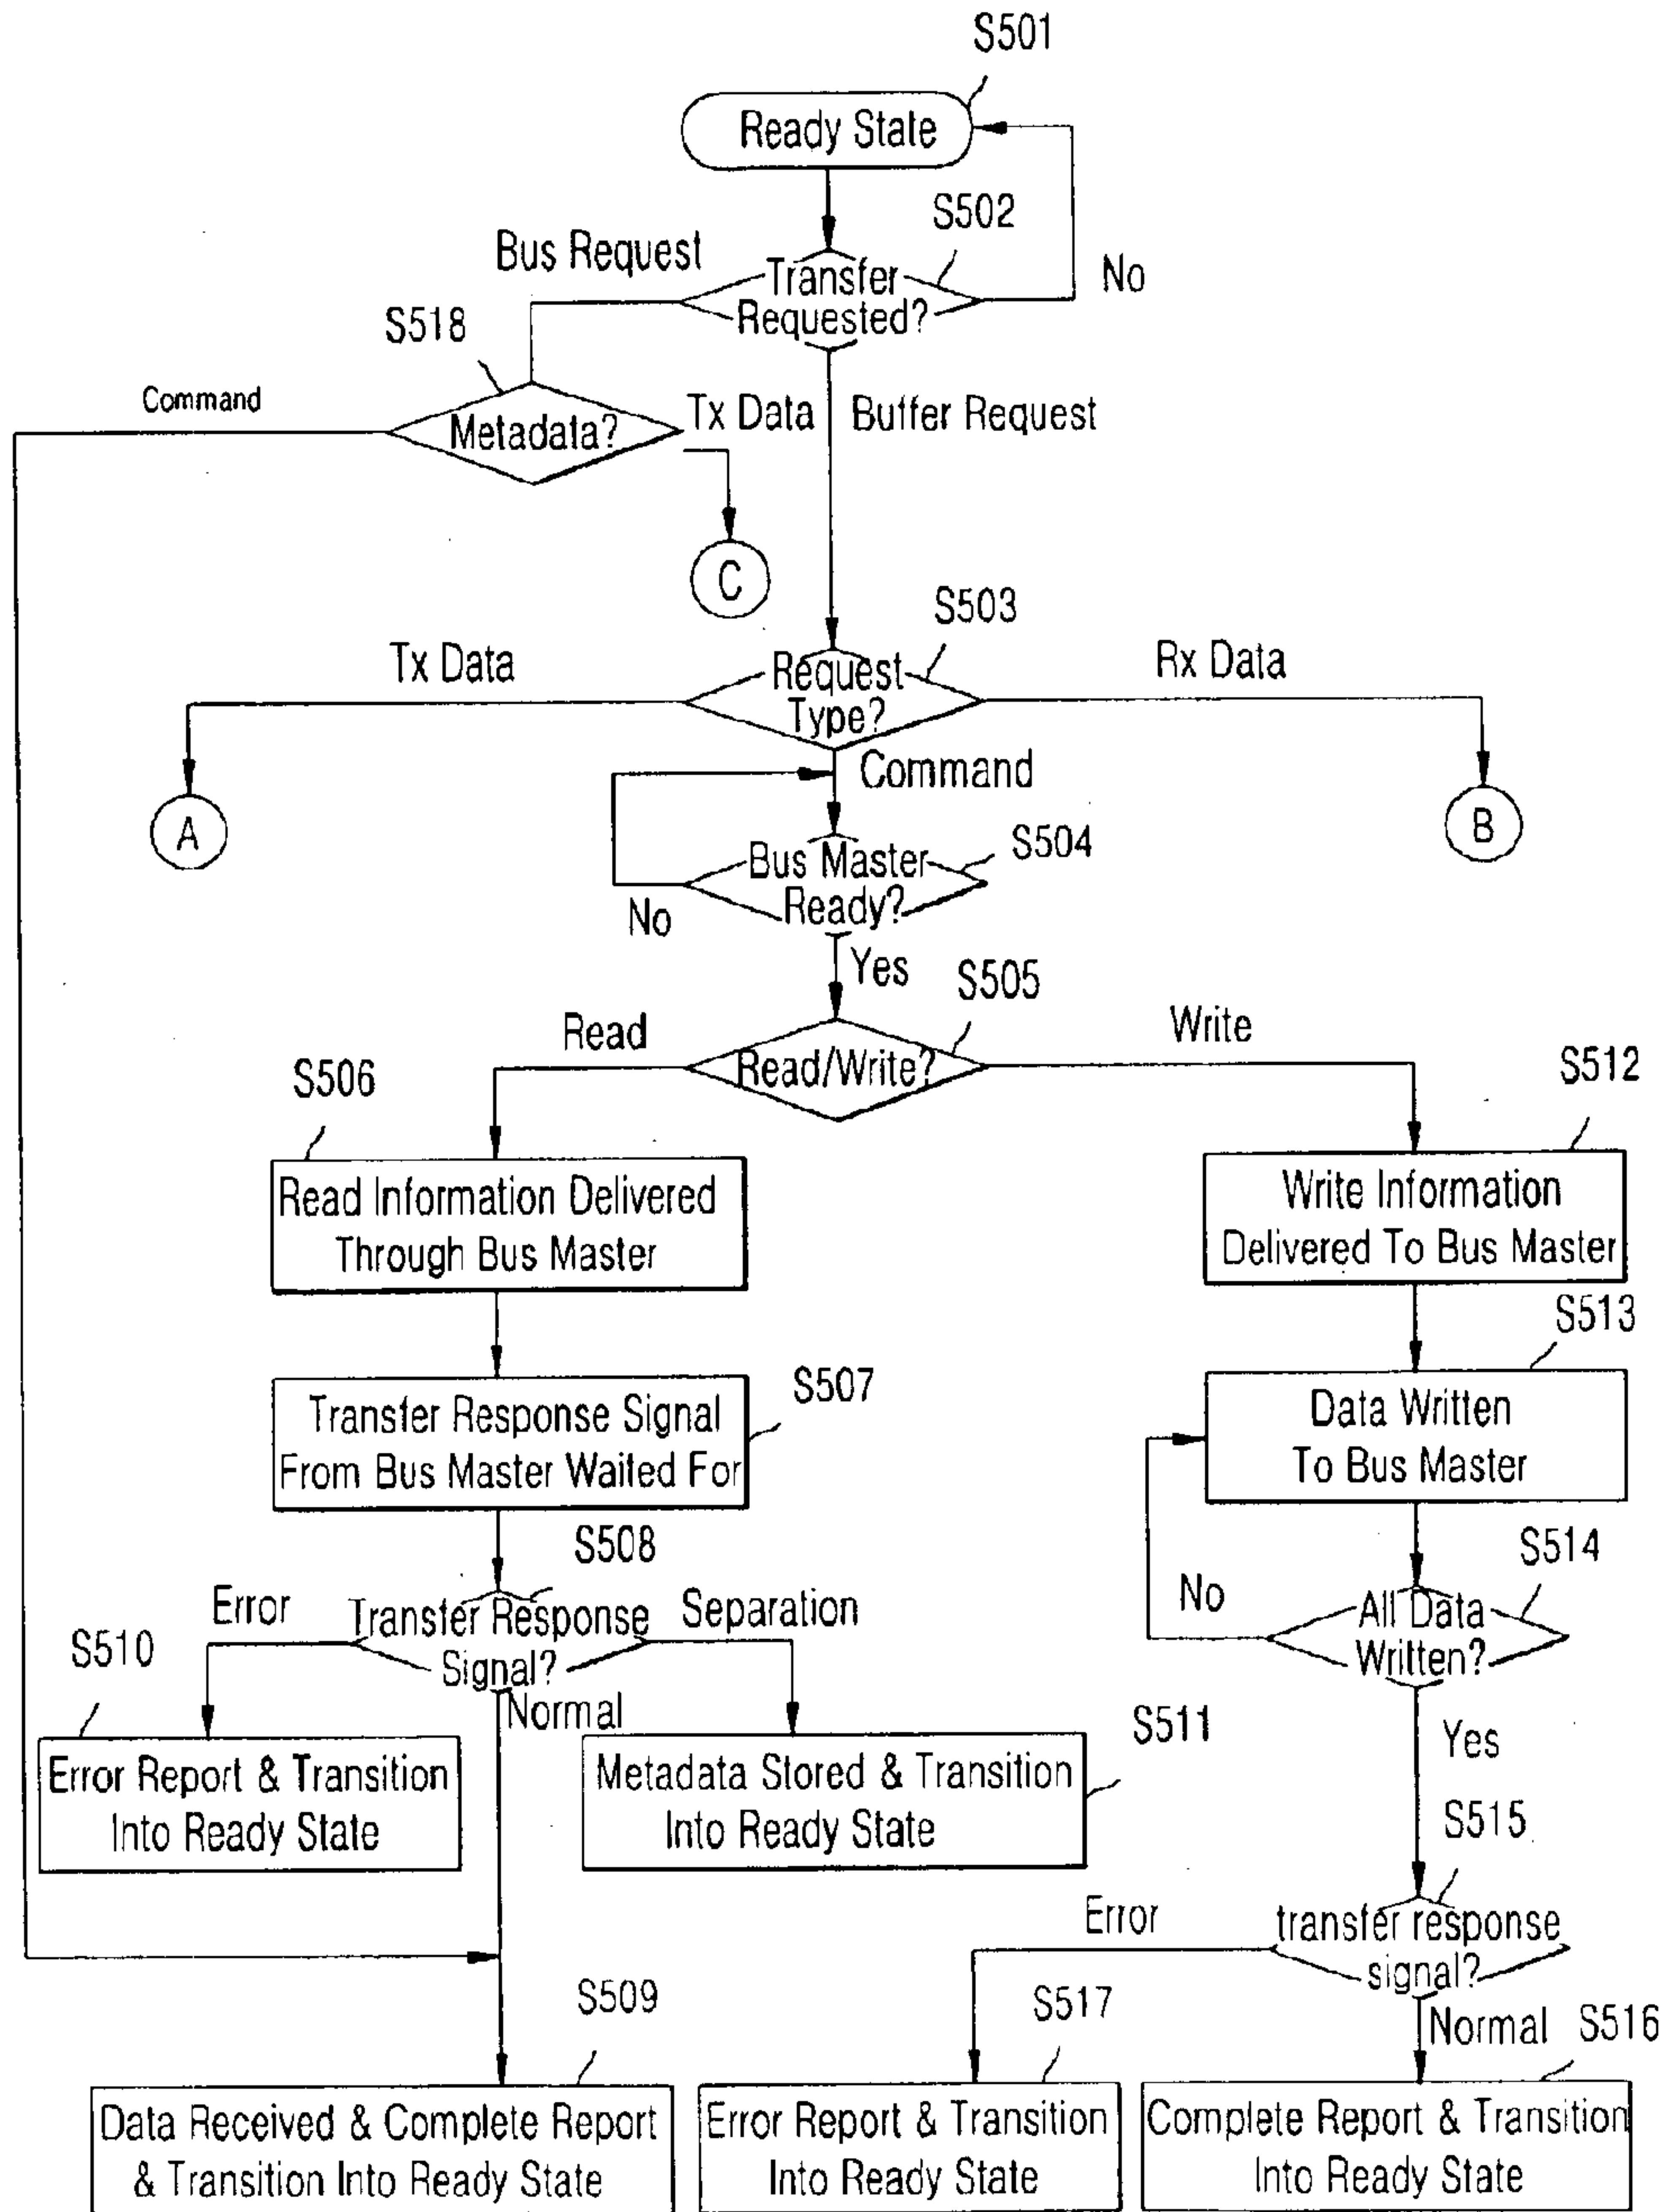 S501
Ready State
S502
Bus Request
Transfer
Requested?
No
S518
Command
Metadata?
Tx Data
Buffer Request
C
S503
Tx Data
Request
Type?
Rx Data
Command
A
B
S504
Bus Master
Ready?
No
Yes
S505
Read
Read/Write?
Write
S506
S512
Read Information Delivered
Through Bus Master
Write Information
Delivered To Bus Master
S513
S507
Transfer Response Signal
From Bus Master Waited For
Data Written
To Bus Master
S508
S514
Error
Transfer Response
Signal?
Separation
No
All Data
Written?
S510
Normal
S511
Yes
Error Report & Transition
Into Ready State
Metadata Stored & Transition
Into Ready State
S515
Error
transfer response
signal?
S509
S517
Normal
S516
Data Received & Complete Report
& Transition Into Ready State
Error Report & Transition
Into Ready State
Complete Report & Transition
Into Ready State